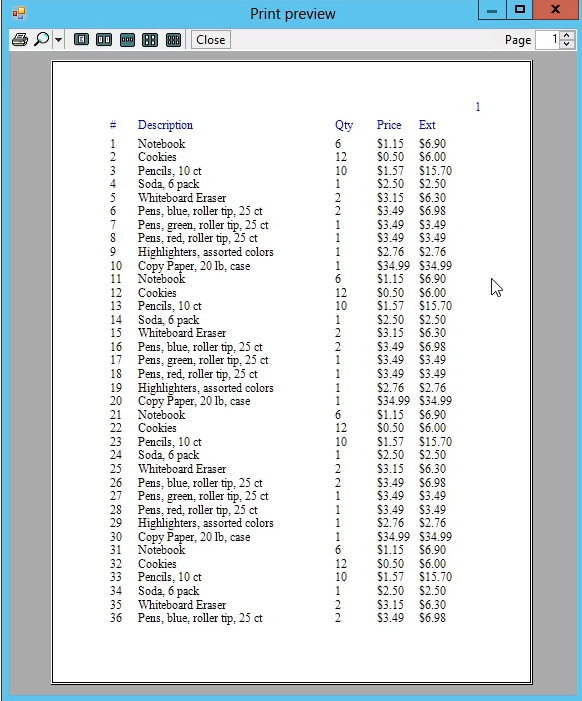 Print preview
Close Page 1
1
# Description Qty Price Ext
1 Notebook 6 $1.15 $6.90
2 Cookies 12 $0.50 $6.00
3 Pencils, 10 ct 10 $1.57 $15.70
4 Soda, 6 pack 1 $2.50 $2.50
5 Whiteboard Eraser 2 $3.15 $6.30
6 Pens, blue, roller tip, 25 ct 2 $3.49 $6.98
7 Pens, green, roller tip, 25 ct 1 $3.49 $3.49
8 Pens, red, roller tip, 25 ct 1 $3.49 $3.49
9 Highlighters, assorted colors 1 $2.76 $2.76
10 Copy Paper, 20 lb, case 1 $34.99 $34.99
11 Notebook 6 $1.15 $6.90
12 Cookies 12 $0.50 $6.00
13 Pencils, 10 ct 10 $1.57 $15.70
14 Soda, 6 pack 1 $2.50 $2.50
15 Whiteboard Eraser 2 $3.15 $6.30
16 Pens, blue, roller tip, 25 ct 2 $3.49 $6.98
17 Pens, green, roller tip, 25 ct 1 $3.49 $3.49
18 Pens, red, roller tip, 25 ct 1 $3.49 $3.49
19 Highlighters, assorted colors 1 $2.76 $2.76
20 Copy Paper, 20 lb, case 1 $34.99 $34.99
21 Notebook 6 $1.15 $6.90
22 Cookies 12 $0.50 $6.00
23 Pencils, 10 ct 10 $1.57 $15.70
24 Soda, 6 pack 1 $2.50 $2.50
25 Whiteboard Eraser 2 $3.15 $6.30
26 Pens, blue, roller tip, 25 ct 2 $3.49 $6.98
27 Pens, green, roller tip, 25 ct 1 $3.49 $3.49
28 Pens, red, roller tip, 25 ct 1 $3.49 $3.49
29 Highlighters, assorted colors 1 $2.76 $2.76
30 Copy Paper, 20 lb, case 1 $34.99 $34.99
31 Notebook 6 $1.15 $6.90
32 Cookies 12 $0.50 $6.00
33 Pencils, 10 ct 10 $1.57 $15.70
34 Soda, 6 pack 1 $2.50 $2.50
35 Whiteboard Eraser 2 $3.15 $6.30
36 Pens, blue, roller tip, 25 ct 2 $3.49 $6.98